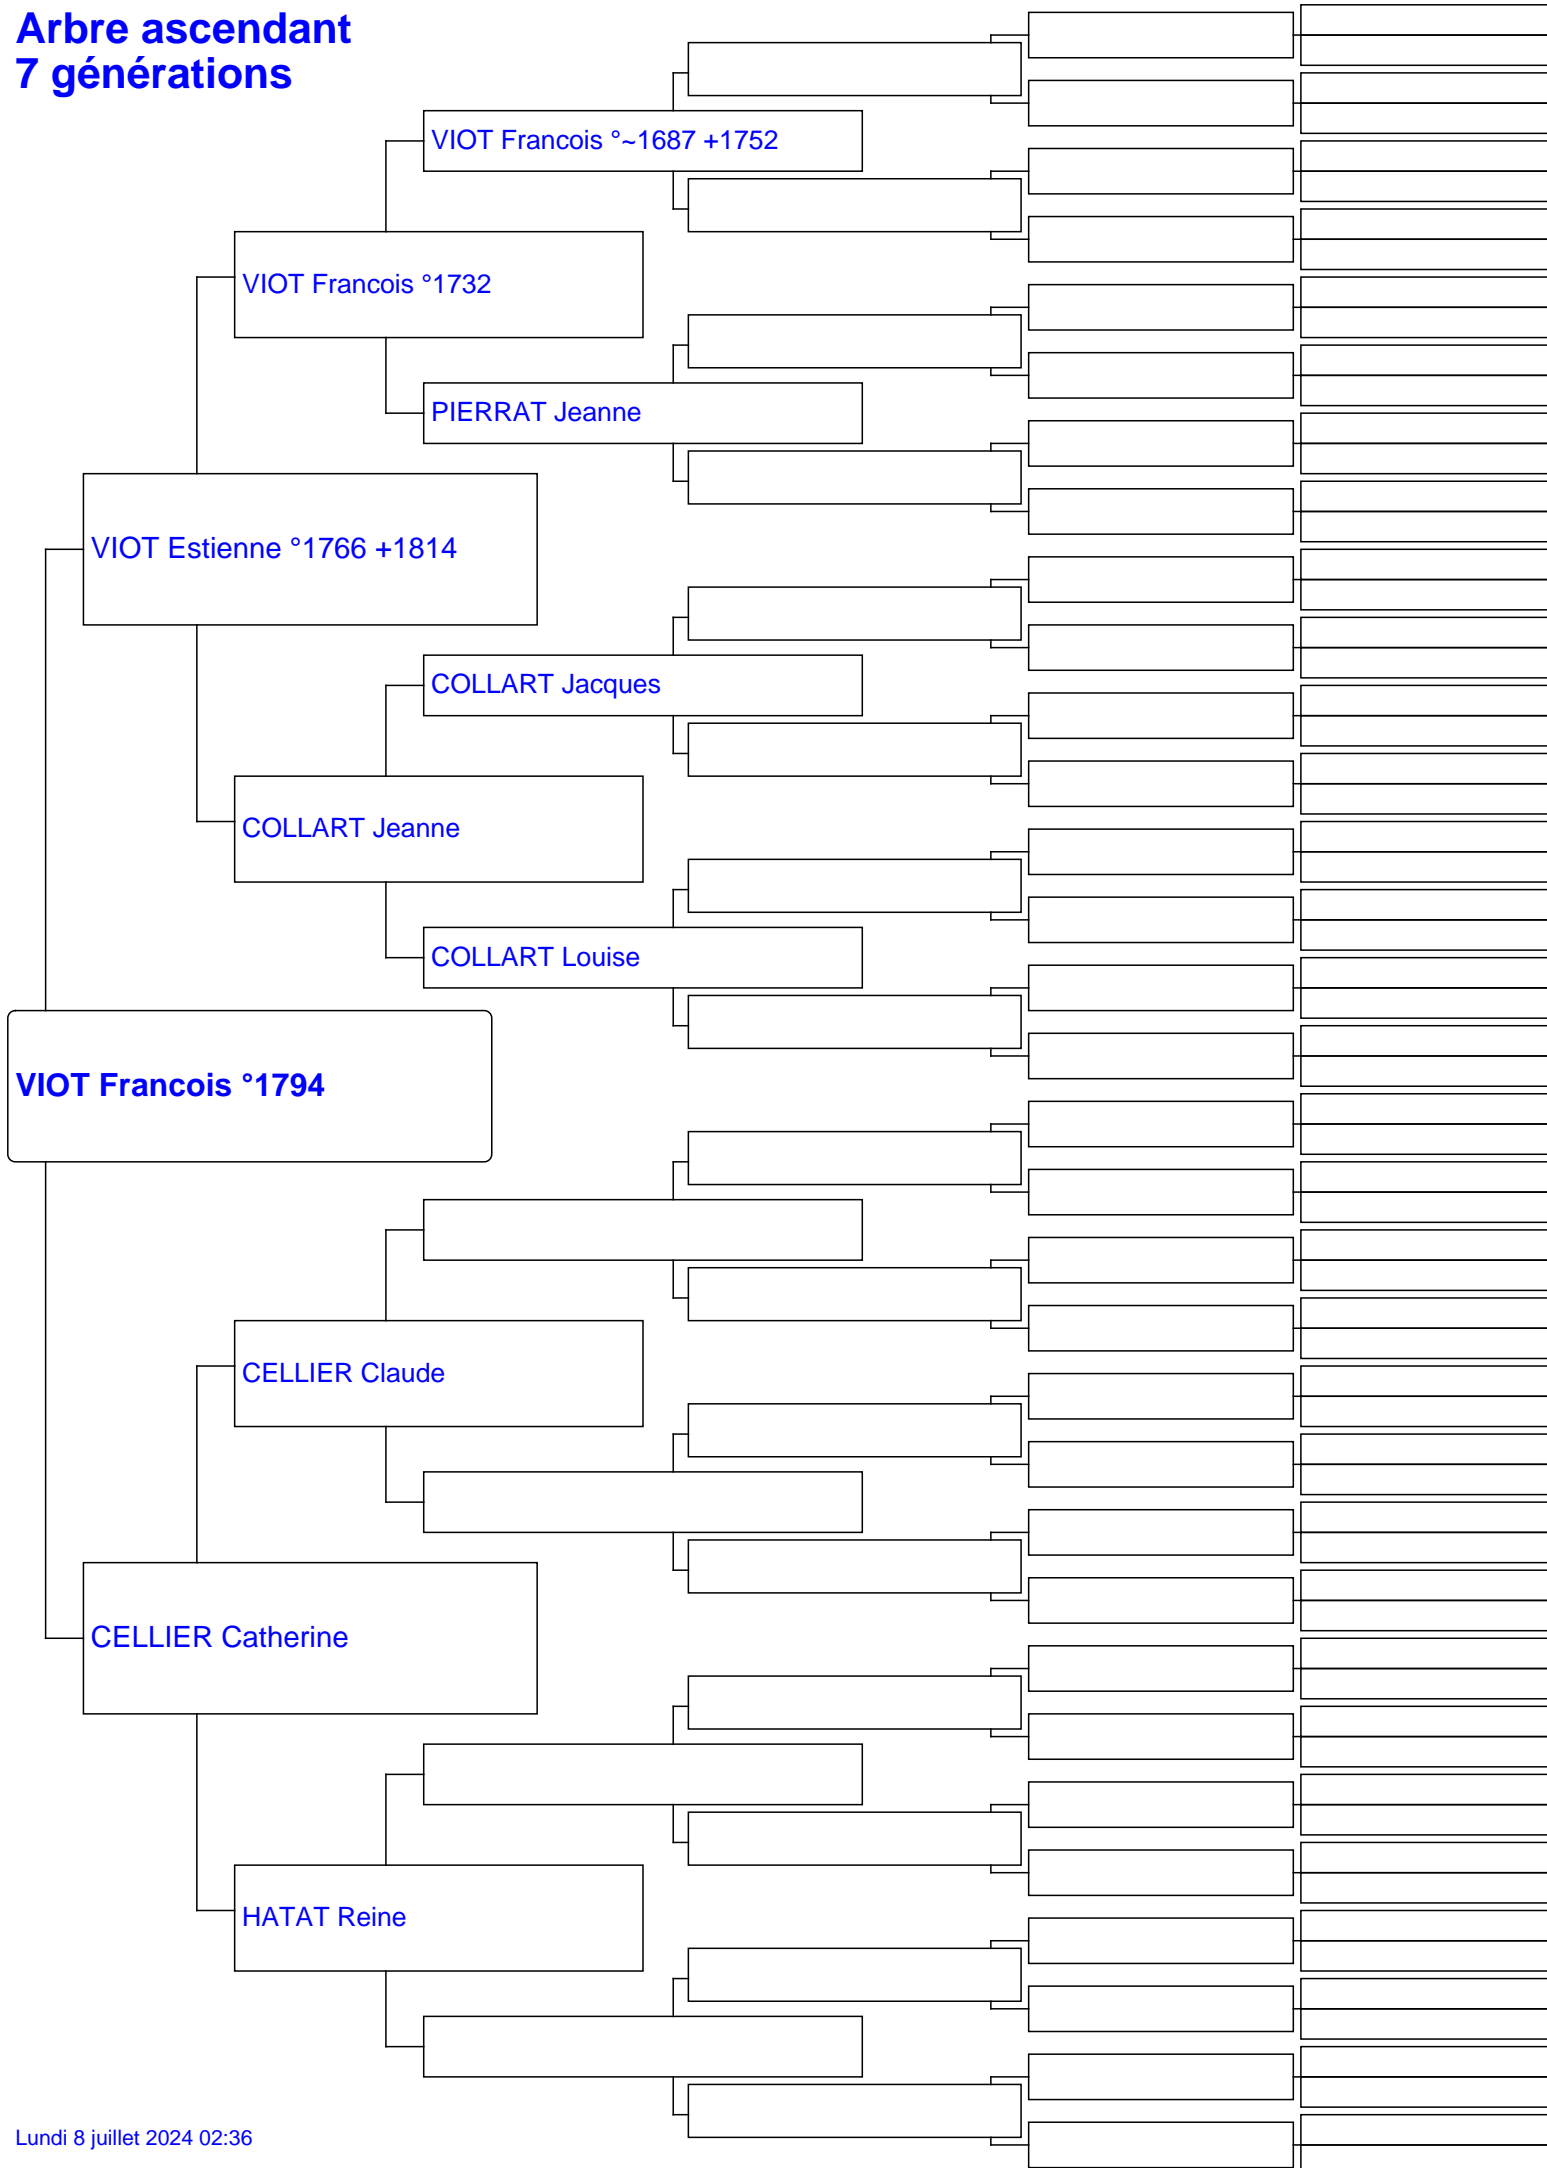 Arbre ascendant
7 générations
VIOT Francois °~1687 +1752
VIOT Francois °1732
PIERRAT Jeanne
VIOT Estienne °1766 +1814
COLLART Jacques
COLLART Jeanne
COLLART Louise
VIOT Francois °1794
CELLIER Claude
CELLIER Catherine
HATAT Reine
Lundi 8 juillet 2024 02:36